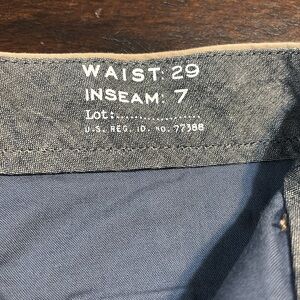 WAIST: 29
INSEAM: 7
Lot:....................
U.S. REG. ID. NO. 77388